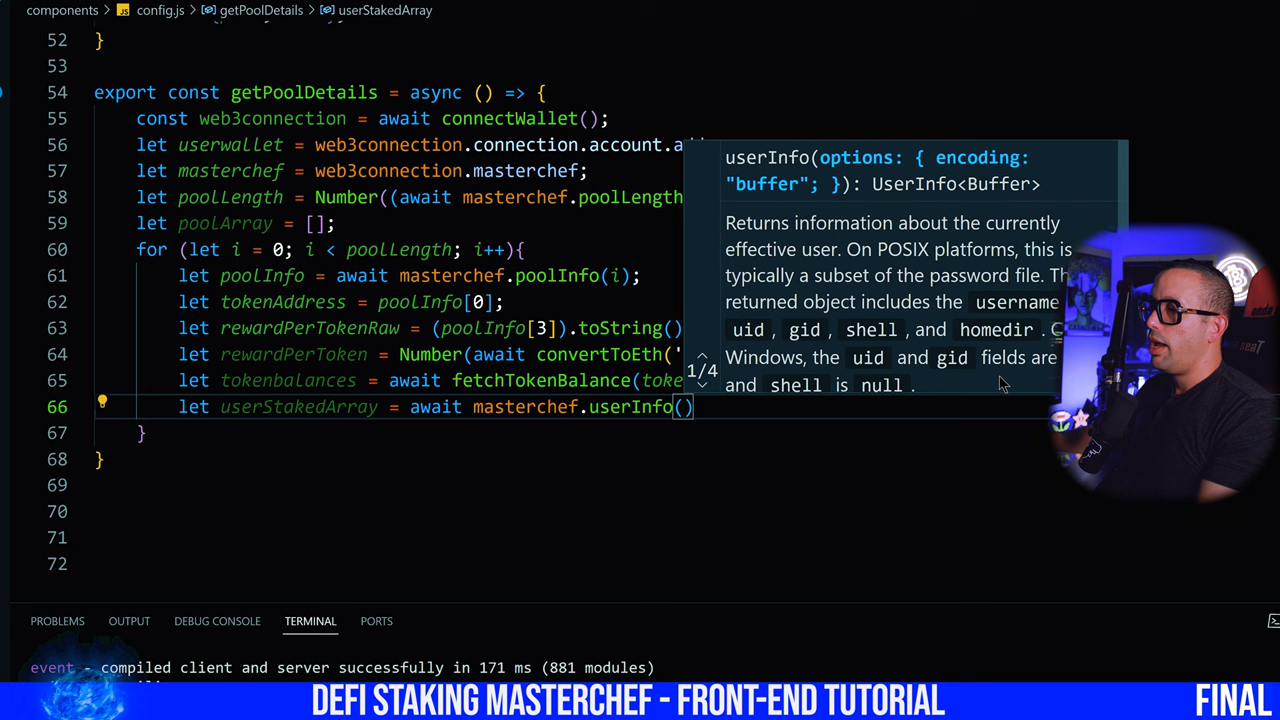 components > JS config.js > getPoolDetails > userStakedArray
52 }
53
54 export const getPoolDetails = async () => {
55 const web3connection = await connectWallet();
56 let userwallet = web3connection.connection.account.a
57 let masterchef = web3connection.masterchef;
58 let poolLength = Number((await masterchef.poolLength
59 let poolArray = [];
60 for (let i = 0; i < poolLength; i++){
61 let poolInfo = await masterchef.poolInfo(i);
62 let tokenAddress = poolInfo[0];
63 let rewardPerTokenRaw = (poolInfo[3]).toString()
64 let rewardPerToken = Number(await convertToEth('
65 let tokenbalances = await fetchTokenBalance(toke
66 let userStakedArray = await masterchef.userInfo()
67 }
68 }
69
70
71
72
userInfo(options: { encoding:
"buffer"; }): UserInfo<Buffer>
Returns information about the currently
effective user. On POSIX platforms, this is
typically a subset of the password file. Th
returned object includes the username
uid, gid, shell, and homedir.
Windows, the uid and gid fields are
and shell is null.
1/4
PROBLEMS OUTPUT DEBUG CONSOLE TERMINAL PORTS
event - compiled client and server successfully in 171 ms (881 modules)
DEFI STAKING MASTERCHEF - FRONT-END TUTORIAL FINAL